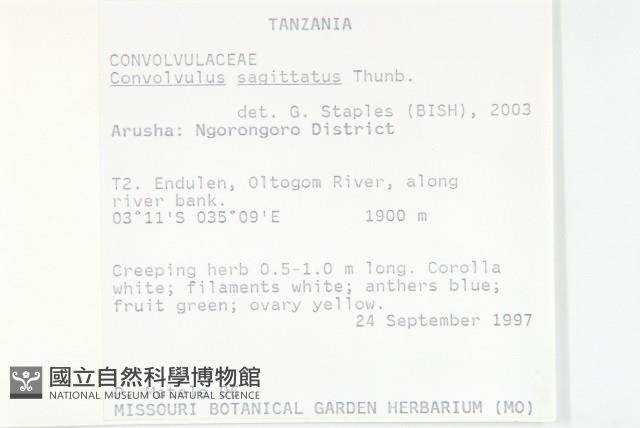 TANZANIA
CONVOLVULACEAE
Convolvulus sagittatus Thunb.
det. G. Staples (BISH), 2003
Arusha: Ngorongoro District
T2. Endulen, Oltogom River, along
river bank.
03°11'S 035°09'E 1900 m
Creeping herb 0.5-1.0 m long. Corolla
white; filaments white; anthers blue;
fruit green; ovary yellow.
24 September 1997
國立自然科學博物館
NATIONAL MUSEUM OF NATURAL SCIENCE
MISSOURI BOTANICAL GARDEN HERBARIUM (MO)